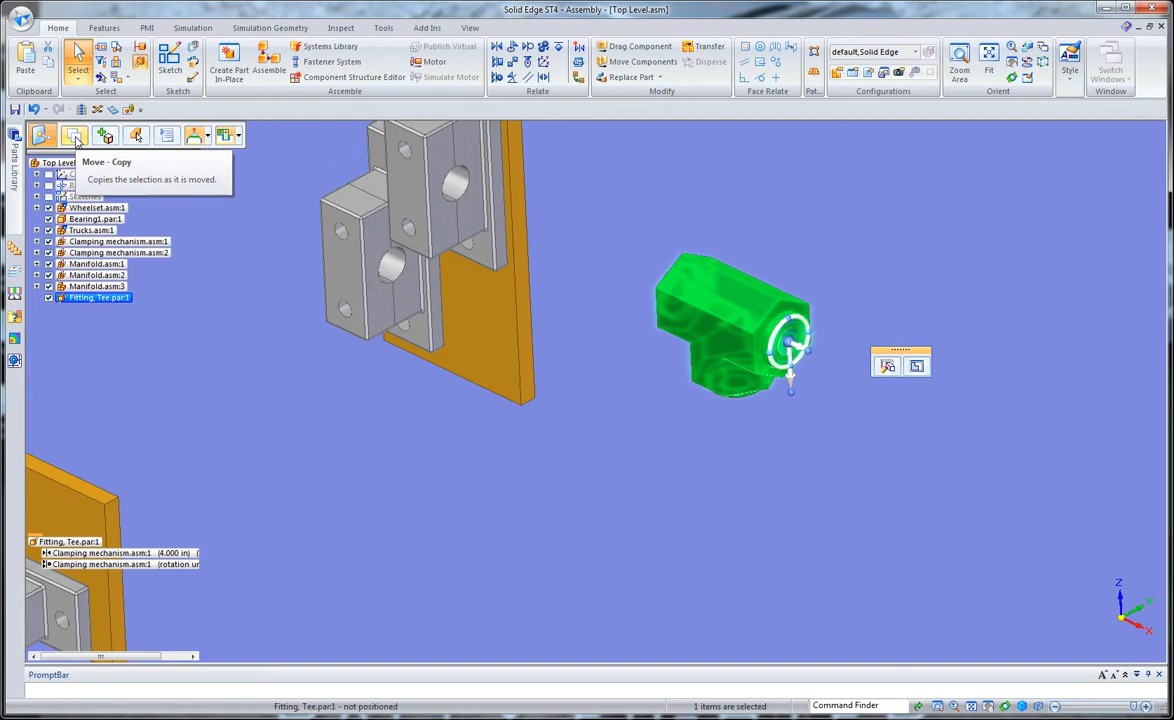 Solid Edge ST4 - Assembly - [Top Level.asm]
Home Features PMI Simulation Simulation Geometry Inspect Tools Add Ins View
Paste
Clipboard
Select
Select
Sketch
Sketch
Create Part In-Place
Assemble
Systems Library
Fastener System
Component Structure Editor
Publish Virtual
Motor
Simulate Motor
Assemble
Relate
Drag Component
Move Components
Replace Part
Transfer
Disperse
Modify
Face Relate
Pat...
default,Solid Edge
Configurations
Zoom Area
Fit
Orient
Style
Switch Windows
Window
Parts Library
Move - Copy
Copies the selection as it is moved.
Top Level
Sketches
Wheelset.asm:1
Bearing1.par:1
Trucks.asm:1
Clamping mechanism.asm:1
Clamping mechanism.asm:2
Manifold.asm:1
Manifold.asm:2
Manifold.asm:3
Fitting, Tee.par:1
Fitting, Tee.par:1
Clamping mechanism.asm:1 (4.000 in) (
Clamping mechanism.asm:1 (rotation un
Z
Y
X
PromptBar
Fitting, Tee.par:1 - not positioned
1 items are selected
Command Finder